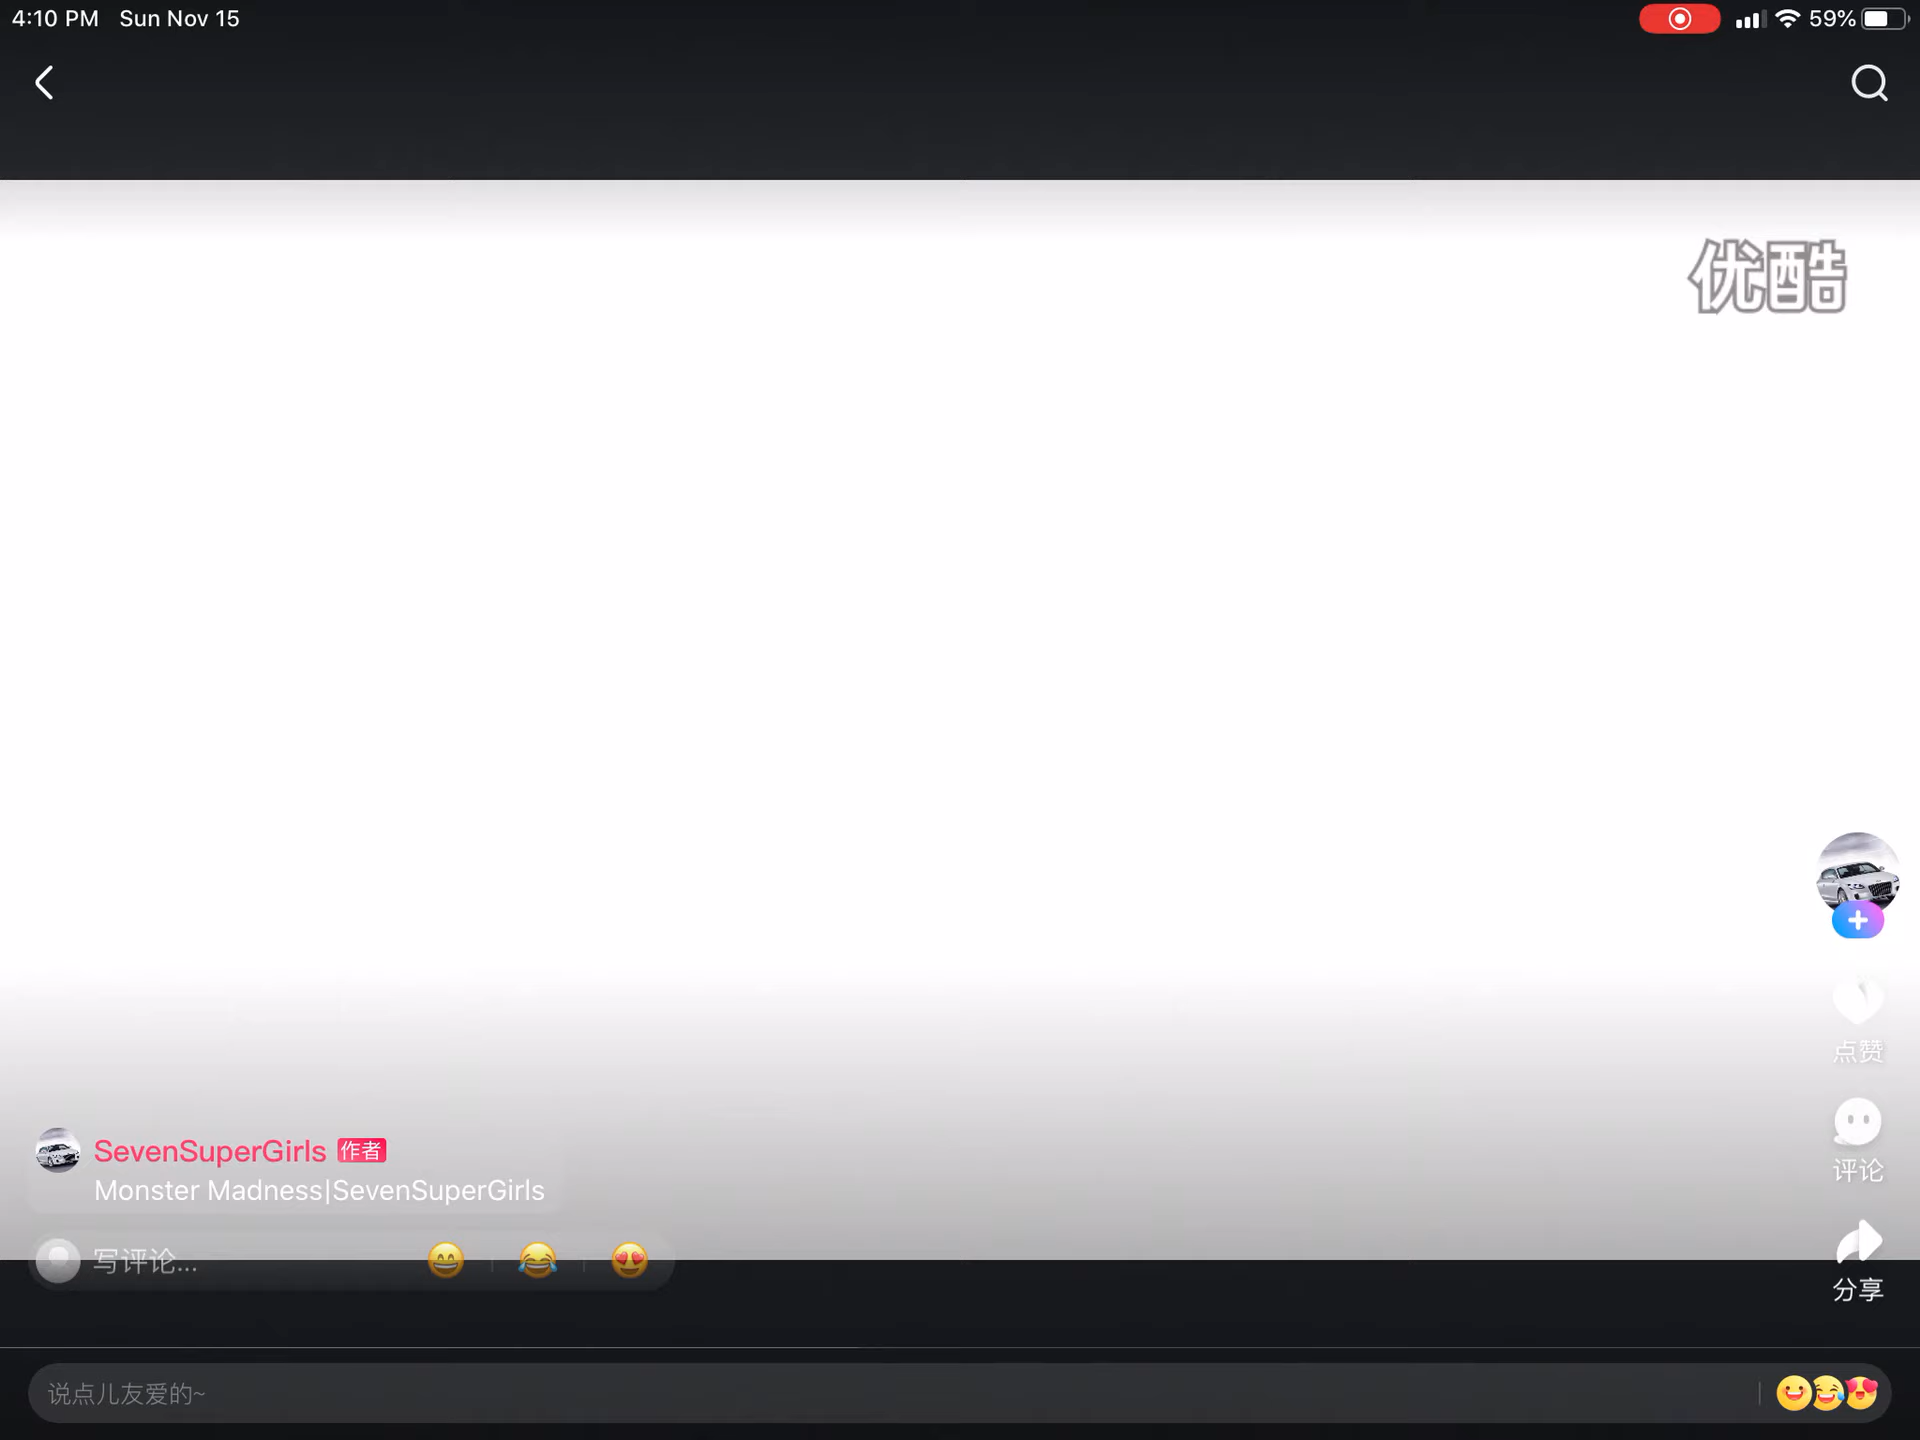 4:10 PM Sun Nov 15
59%
优酷
点赞
SevenSuperGirls 作者
评论
Monster Madness|SevenSuperGirls
写评论...
分享
说点儿友爱的~